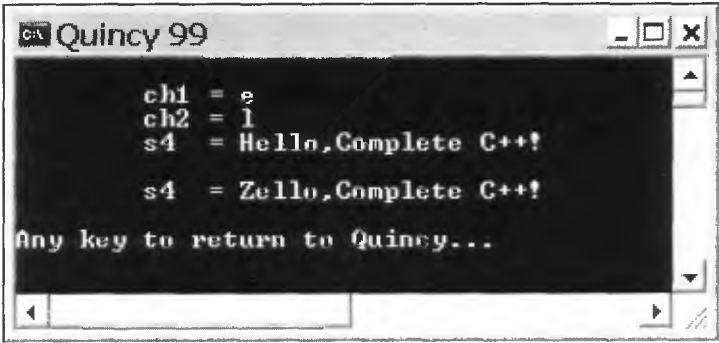 Quincy 99
ch1 = e
ch2 = l
s4 = Hello,Complete C++!
s4 = Zello,Complete C++!
Any key to return to Quincy...